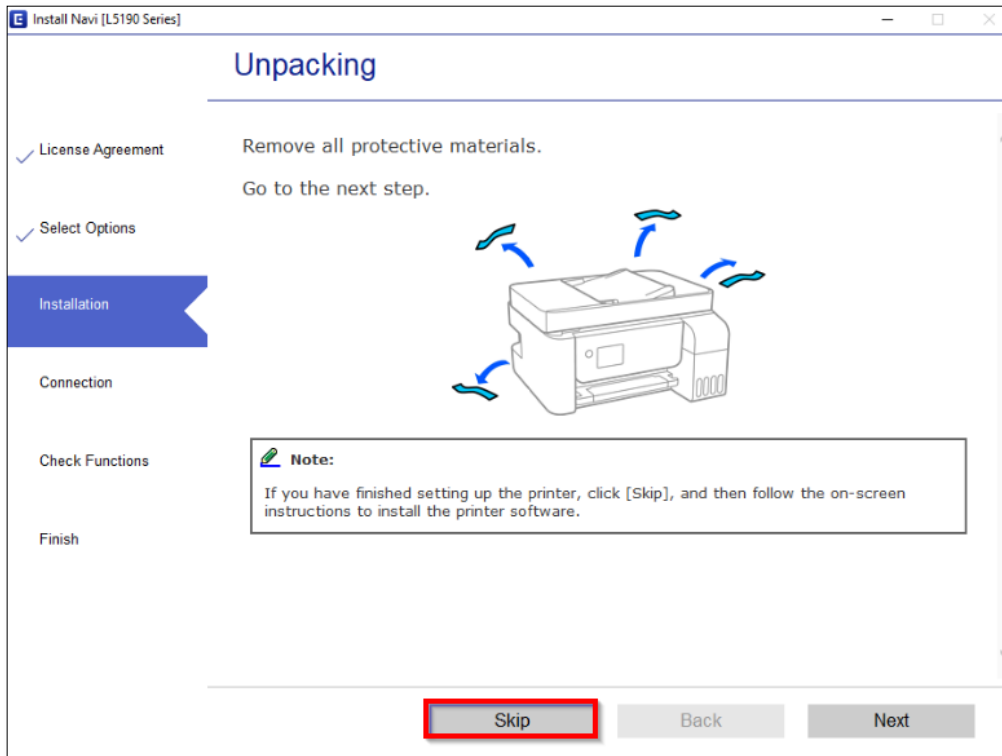 Install Navi [L5190 Series]
Unpacking
License Agreement
Select Options
Installation
Connection
Check Functions
Finish
Remove all protective materials.
Go to the next step.
Note:
If you have finished setting up the printer, click [Skip], and then follow the on-screen
instructions to install the printer software.
Skip
Back
Next